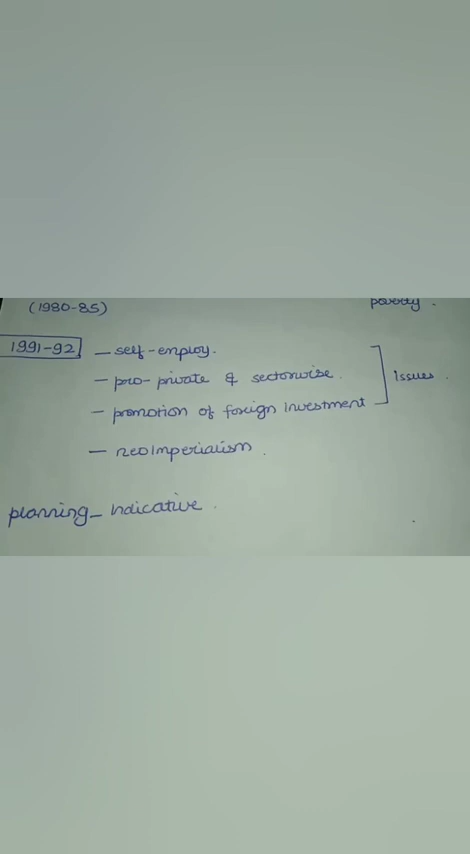 (1980-85) poverty.
1991-92 — self-employ.
— pro-private & sectorwise.
— promotion of foreign investment
Issues.
— neoimperialism.
planning - Indicative.